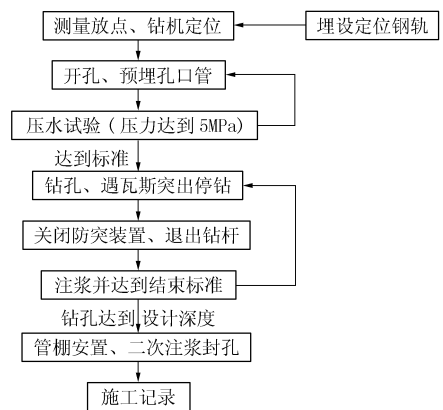 测量放点、钻机定位
埋设定位钢轨
开孔、预埋孔口管
压水试验(压力达到5MPa)
达到标准
钻孔、遇瓦斯突出停钻
关闭防突装置、退出钻杆
注浆并达到结束标准
钻孔达到设计深度
管棚安置、二次注浆封孔
施工记录